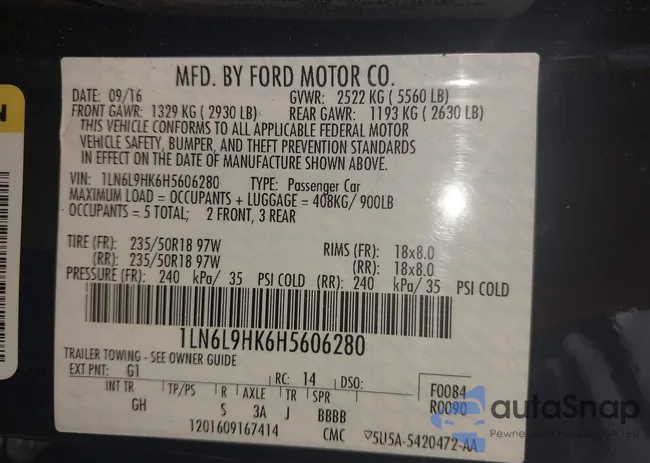 MFD. BY FORD MOTOR CO.
DATE: 09/16 GVWR: 2522 KG ( 5560 LB)
FRONT GAWR: 1329 KG ( 2930 LB) REAR GAWR: 1193 KG ( 2630 LB)
THIS VEHICLE CONFORMS TO ALL APPLICABLE FEDERAL MOTOR
VEHICLE SAFETY, BUMPER, AND THEFT PREVENTION STANDARDS
IN EFFECT ON THE DATE OF MANUFACTURE SHOWN ABOVE.
VIN: 1LN6L9HK6H5606280 TYPE: Passenger Car
MAXIMUM LOAD = OCCUPANTS + LUGGAGE = 408KG/ 900LB
OCCUPANTS = 5 TOTAL; 2 FRONT, 3 REAR
TIRE (FR): 235/50R18 97W RIMS (FR): 18x8.0
(RR): 235/50R18 97W (RR): 18x8.0
PRESSURE (FR): 240 kPa/ 35 PSI COLD (RR): 240 kPa/ 35 PSI COLD
1LN6L9HK6H5606280
TRAILER TOWING - SEE OWNER GUIDE
EXT PNT: G1 RC: 14 DSO: F0084
INT TR TP/PS R AXLE TR SPR R0090
GH S 3A J BBBB
1201609167414 CMC 5U5A-5420472-AA
N
autoSnap